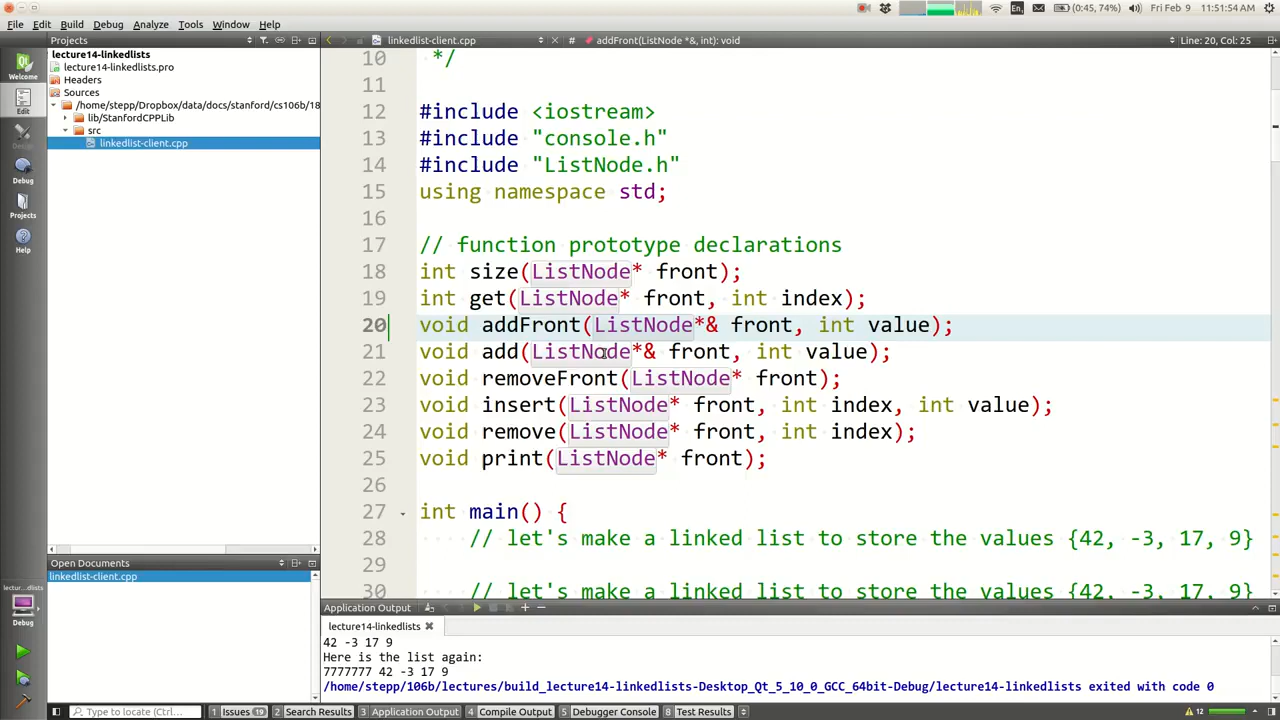 En
(0:45, 74%)
Fri Feb 9
11:51:54 AM
File Edit Build Debug Analyze Tools Window Help
Projects
linkedlist-client.cpp
#
addFront(ListNode *&, int): void
Line: 20, Col: 25
Welcome
Edit
Debug
Projects
Help
lecture14-linkedlists
lecture14-linkedlists.pro
Headers
Sources
/home/stepp/Dropbox/data/docs/stanford/cs106b/18
lib/StanfordCPPLib
src
linkedlist-client.cpp
10 */
11
12 #include <iostream>
13 #include "console.h"
14 #include "ListNode.h"
15 using namespace std;
16
17 // function prototype declarations
18 int size(ListNode* front);
19 int get(ListNode* front, int index);
20 void addFront(ListNode*& front, int value);
21 void add(ListNode*& front, int value);
22 void removeFront(ListNode* front);
23 void insert(ListNode* front, int index, int value);
24 void remove(ListNode* front, int index);
25 void print(ListNode* front);
26
27 int main() {
28 // let's make a linked list to store the values {42, -3, 17, 9}
29
30 // let's make a linked list to store the values {42, -3, 17, 9}
Open Documents
linkedlist-client.cpp
lectur...dlists
Debug
Application Output
lecture14-linkedlists
42 -3 17 9
Here is the list again:
7777777 42 -3 17 9
/home/stepp/106b/lectures/build_lecture14-linkedlists-Desktop_Qt_5_10_0_GCC_64bit-Debug/lecture14-linkedlists exited with code 0
Type to locate (Ctrl...
1 Issues 19
2 Search Results
3 Application Output
4 Compile Output
5 Debugger Console
8 Test Results
12